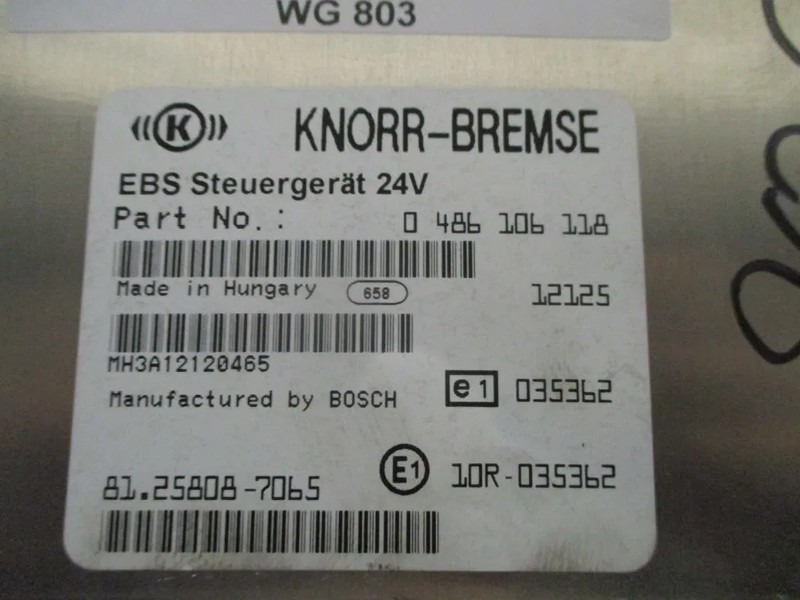 WG 803
K KNORR-BREMSE
EBS Steuergerät 24V
Part No.: 0 486 106 118
Made in Hungary 658 12125
MH3A12120465
Manufactured by BOSCH e1 035362
81.25808-7065 E1 10R-035362